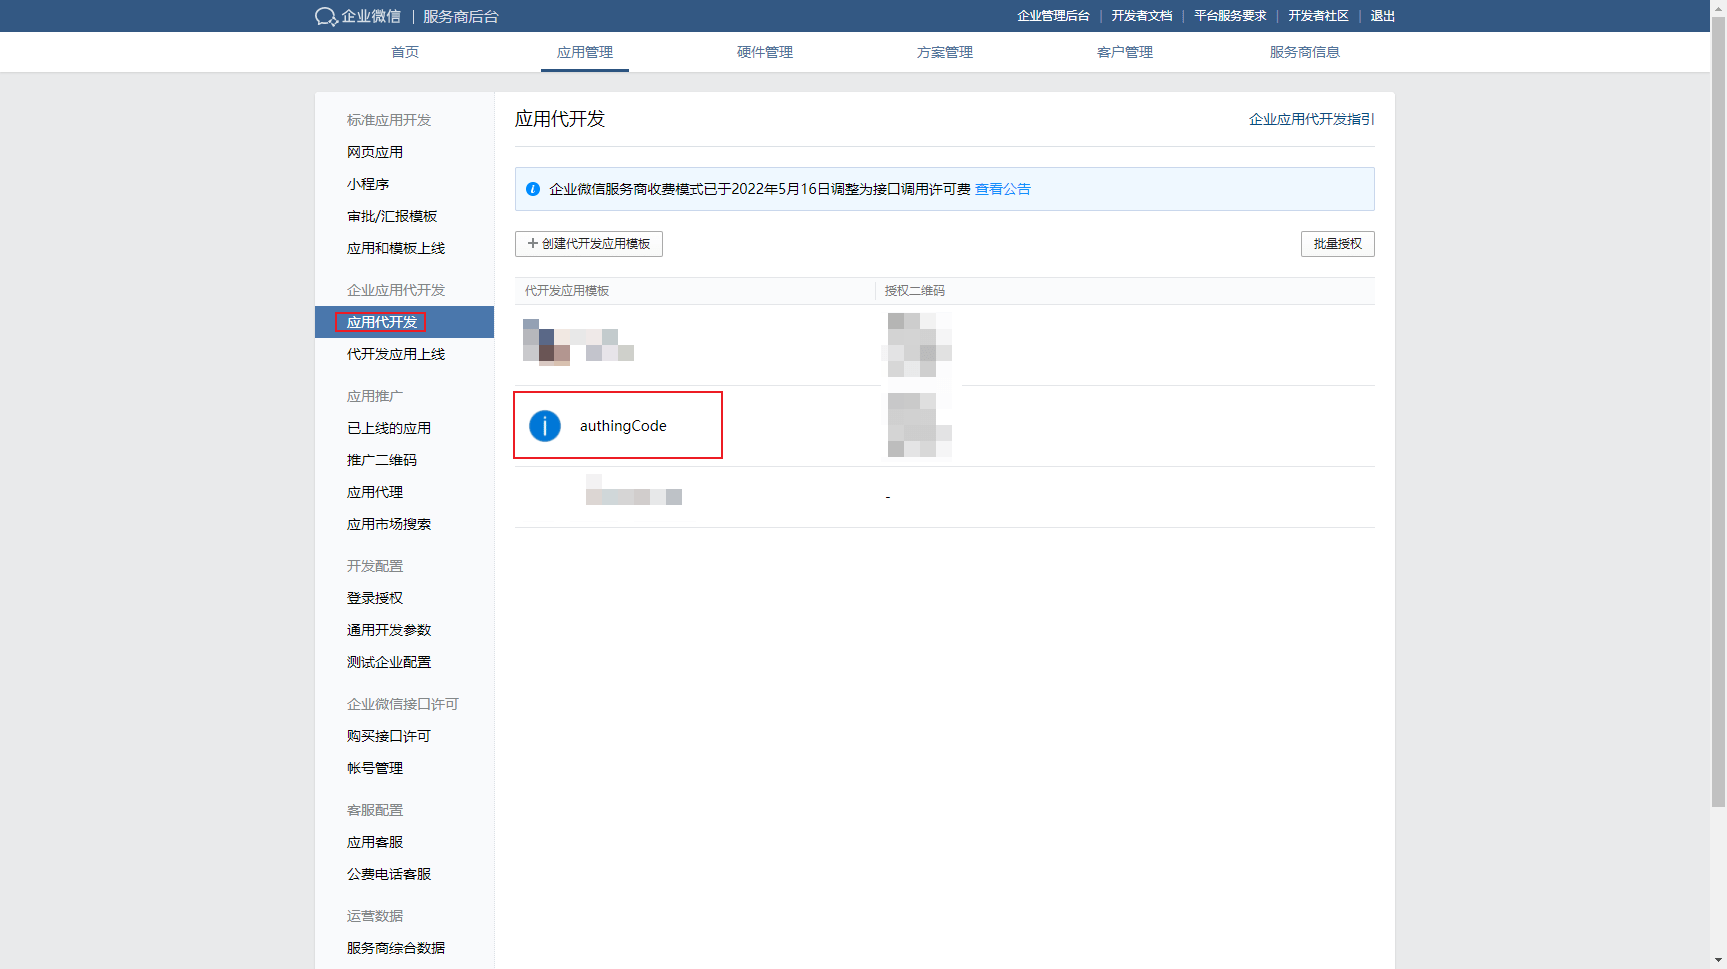 企业微信 | 服务商后台
企业管理后台 | 开发者文档 | 平台服务要求 | 开发者社区 | 退出
首页 应用管理 硬件管理 方案管理 客户管理 服务商信息
标准应用开发
网页应用
小程序
审批/汇报模板
应用和模板上线
企业应用代开发
应用代开发
代开发应用上线
应用推广
已上线的应用
推广二维码
应用代理
应用市场搜索
开发配置
登录授权
通用开发参数
测试企业配置
企业微信接口许可
购买接口许可
帐号管理
客服配置
应用客服
公费电话客服
运营数据
服务商综合数据
应用代开发
企业应用代开发指引
企业微信服务商收费模式已于2022年5月16日调整为接口调用许可费 查看公告
创建代开发应用模板
批量授权
代开发应用模板 授权二维码
authingCode
-